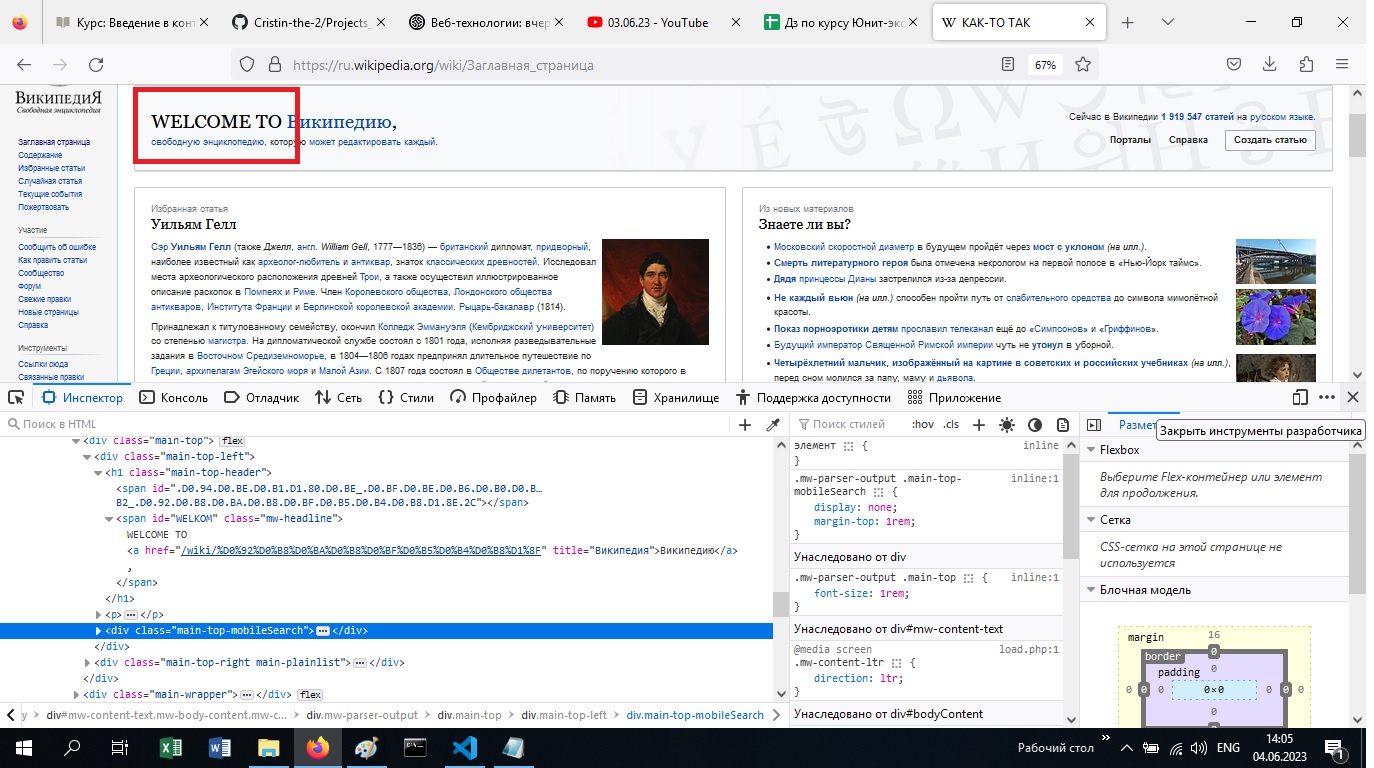 Курс: Введение в конт
Cristin-the-2/Projects_
Веб-технологии: вчер
03.06.23 - YouTube
Дз по курсу Юнит-эко
КАК-ТО ТАК
https://ru.wikipedia.org/wiki/Заглавная_страница
67%
ВИКИПЕДИЯ
Свободная энциклопедия
Заглавная страница
Содержание
Избранные статьи
Случайная статья
Текущие события
Пожертвовать
Участие
Сообщить об ошибке
Как править статьи
Сообщество
Форум
Свежие правки
Новые страницы
Справка
Инструменты
Ссылки сюда
Связанные правки
WELCOME TO Википедию,
свободную энциклопедию, которую может редактировать каждый.
Сейчас в Википедии 1 919 547 статей на русском языке.
Порталы Справка Создать статью
Избранная статья
Уильям Гелл
Сэр Уильям Гелл (также Джелл, англ. William Gell, 1777—1836) — британский дипломат, придворный,
наиболее известный как археолог-любитель и антиквар, знаток классических древностей. Исследовал
места археологического расположения древней Трои, а также осуществил иллюстрированное
описание раскопок в Помпеях и Риме. Член Королевского общества, Лондонского общества
антикваров, Института Франции и Берлинской королевской академии. Рыцарь-бакалавр (1814).
Принадлежал к титулованному семейству, окончил Колледж Эммануэля (Кембриджский университет)
со степенью магистра. На дипломатической службе состоял с 1801 года, исполняя разведывательные
задания в Восточном Средиземноморье, в 1804—1806 годах предпринял длительное путешествие по
Греции, архипелагам Эгейского моря и Малой Азии. С 1807 года состоял в Обществе дилетантов, по поручению которого в
Из новых материалов
Знаете ли вы?
Московский скоростной диаметр в будущем пройдёт через мост с уклоном (на илл.).
Смерть литературного героя была отмечена некрологом на первой полосе в «Нью-Йорк таймс».
Дядя принцессы Дианы застрелился из-за депрессии.
Не каждый вьюн (на илл.) способен пройти путь от слабительного средства до символа мимолётной
красоты.
Показ порноэротики детям прославил телеканал ещё до «Симпсонов» и «Гриффинов».
Будущий император Священной Римской империи чуть не утонул в уборной.
Четырёхлетний мальчик, изображённый на картине в советских и российских учебниках (на илл.),
перед сном молился за папу, маму и дьявола.
Инспектор
Консоль
Отладчик
Сеть
Стили
Профайлер
Память
Хранилище
Поддержка доступности
Приложение
Поиск в HTML
<div class="main-top"> flex
<div class="main-top-left">
<h1 class="main-top-header">
<span id=".D0.94.D0.BE.D0.B1.D1.80.D0.BE_.D0.BF.D0.BE.D0.B6.D0.B0.D0.B…
B2_.D0.92.D0.B8.D0.BA.D0.B8.D0.BF.D0.B5.D0.B4.D0.B8.D1.8E.2C"></span>
<span id="WELKOM" class="mw-headline">
WELCOME TO
<a href="/wiki/%D0%92%D0%B8%D0%BA%D0%B8%D0%BF%D0%B5%D0%B4%D0%B8%D1%8F" title="Википедия">Википедию</a>
,
</span>
</h1>
<p>…</p>
<div class="main-top-mobileSearch">…</div>
</div>
<div class="main-top-right main-plainlist">…</div>
</div>
<div class="main-wrapper">…</div> flex
y
div#mw-content-text.mw-body-content.mw-c…
div.mw-parser-output
div.main-top
div.main-top-left
div.main-top-mobileSearch
Поиск стилей
:hov .cls
элемент { inline
}
.mw-parser-output .main-top- inline:1
mobileSearch {
display: none;
margin-top: 1rem;
}
Унаследовано от div
.mw-parser-output .main-top { inline:1
font-size: 1rem;
}
Унаследовано от div#mw-content-text
@media screen load.php:1
.mw-content-ltr {
direction: ltr;
}
Унаследовано от div#bodyContent
Размет
Закрыть инструменты разработчика
Flexbox
Выберите Flex-контейнер или элемент
для продолжения.
Сетка
CSS-сетка на этой странице не
используется
Блочная модель
margin 16
border 0
padding 0
0 0 0 0×0 0 0 0
0
Рабочий стол
ENG
14:05
04.06.2023
1